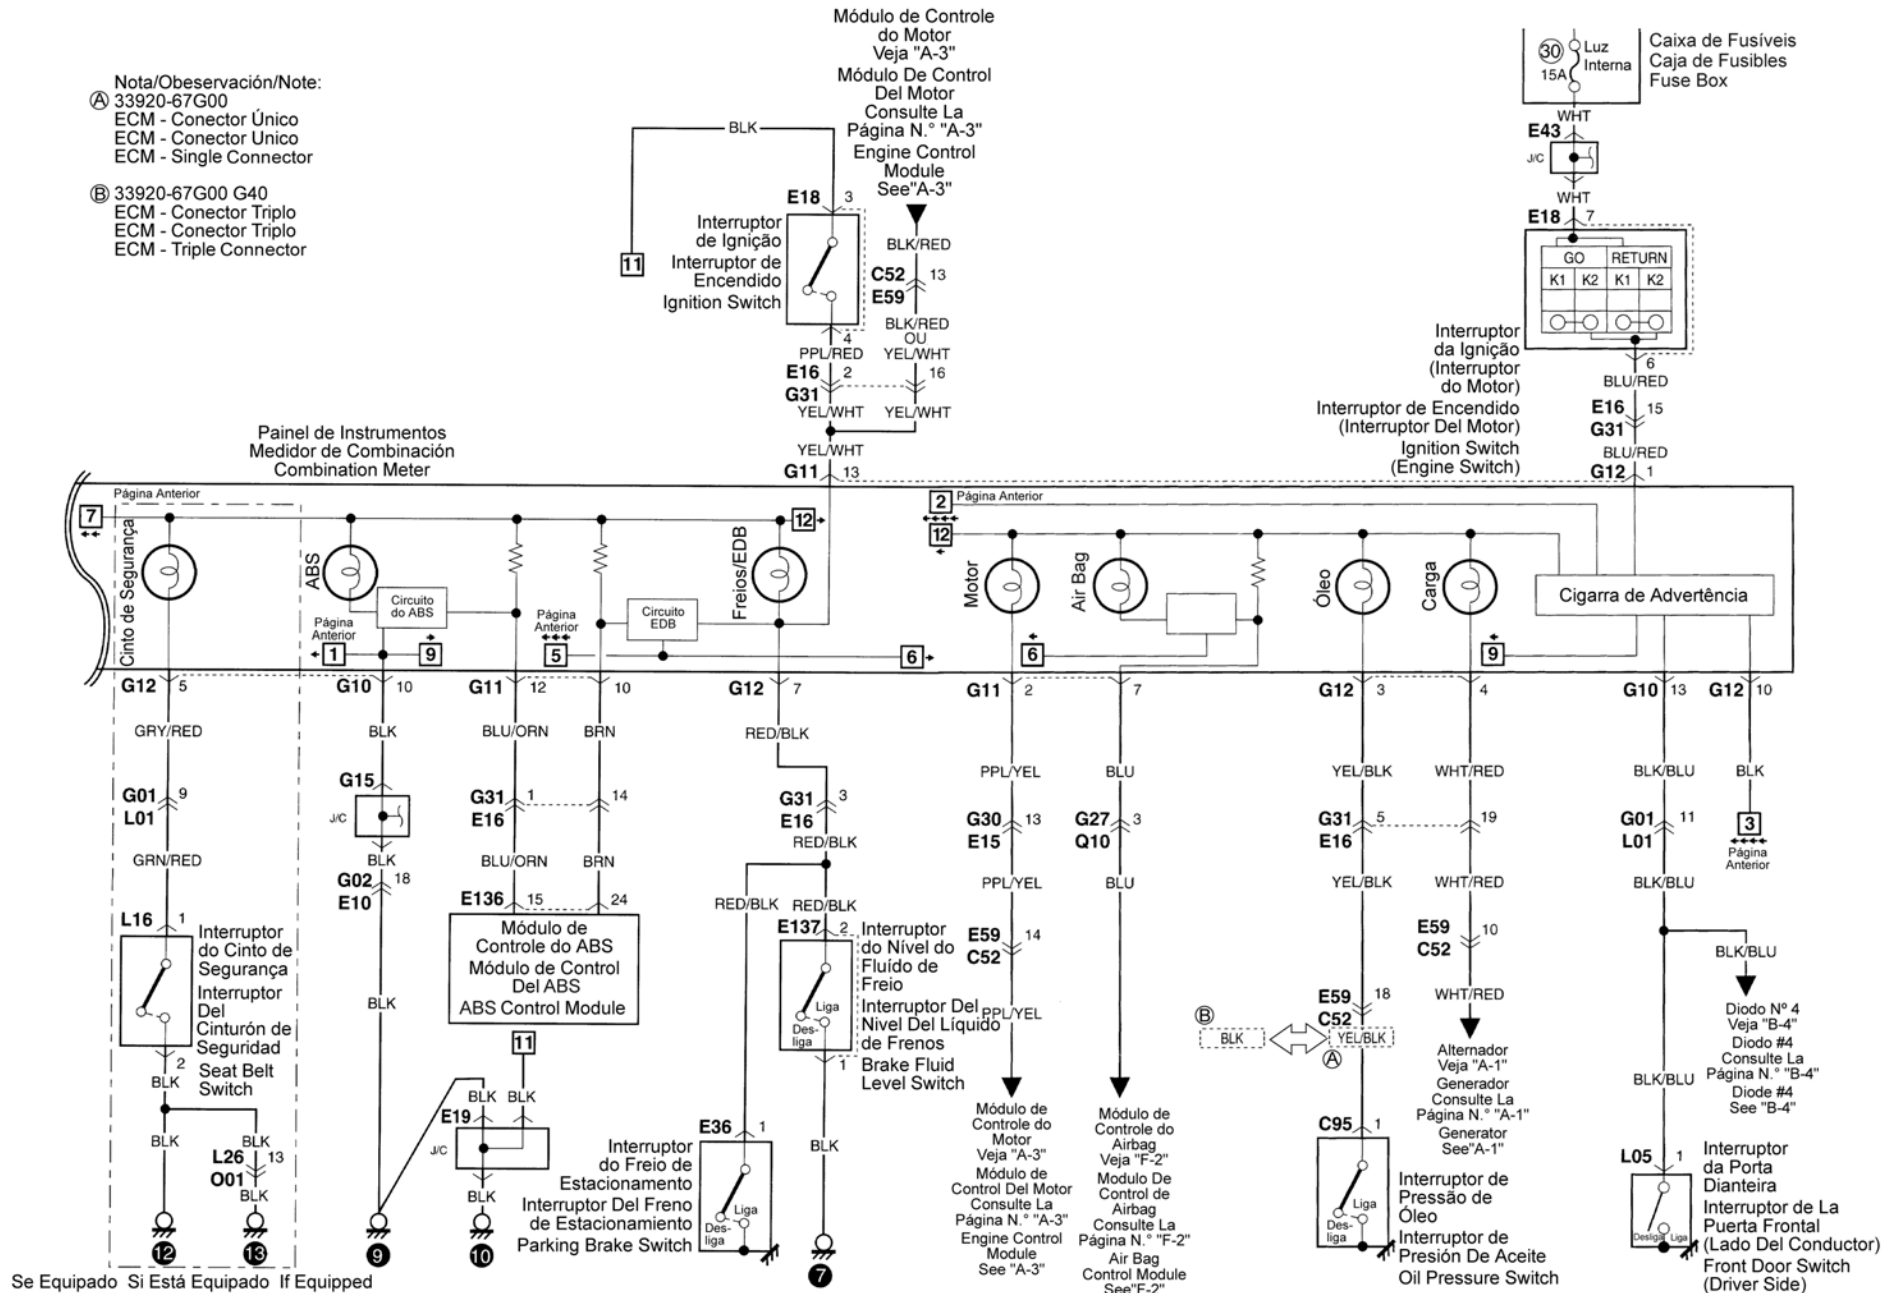 Nota/Obeservación/Note:
Ⓐ 33920-67G00
ECM - Conector Único
ECM - Conector Unico
ECM - Single Connector
Ⓑ 33920-67G00 G40
ECM - Conector Triplo
ECM - Conector Triplo
ECM - Triple Connector
Módulo de Controle
do Motor
Veja "A-3"
Módulo De Control
Del Motor
Consulte La
Página N.° "A-3"
Engine Control
Module
See"A-3"
BLK
E18 3
11
Interruptor
de Ignição
Interruptor de
Encendido
Ignition Switch
4
PPL/RED
E16 2
G31
YEL/WHT
YEL/WHT
G11 13
BLK/RED
C52 13
E59
BLK/RED
OU
YEL/WHT
16
YEL/WHT
30
15A
Luz
Interna
Caixa de Fusíveis
Caja de Fusibles
Fuse Box
WHT
E43
J/C
WHT
E18 7
GO RETURN
K1 K2 K1 K2
Interruptor
da Ignição
(Interruptor
do Motor)
Interruptor de Encendido
(Interruptor Del Motor)
Ignition Switch
(Engine Switch)
6
BLU/RED
E16 15
G31
BLU/RED
G12 1
Painel de Instrumentos
Medidor de Combinación
Combination Meter
Página Anterior
7
Cinto de Segurança
ABS
Circuito
do ABS
Página
Anterior
1
9
Página
Anterior
5
Circuito
EDB
Freios/EDB
12
6
2
Página Anterior
12
Motor
Air Bag
6
Óleo
Carga
9
Cigarra de Advertência
G12 5
G10 10
G11 12
10
G12 7
G11 2
7
G12 3
4
G10 13
G12 10
GRY/RED
G01 9
L01
GRN/RED
L16 1
Interruptor
do Cinto de
Segurança
Interruptor
Del
Cinturón de
Seguridad
Seat Belt
Switch
2
BLK
BLK
BLK
L26 13
O01
BLK
12
13
Se Equipado Si Está Equipado If Equipped
BLK
G15
J/C
BLK
G02 18
E10
BLK
9
BLU/ORN BRN
G31 1 14
E16
BLU/ORN BRN
E136 15 24
Módulo de
Controle do ABS
Módulo de Control
Del ABS
ABS Control Module
11
BLK BLK
E19
J/C
BLK
10
RED/BLK
G31 3
E16
RED/BLK
RED/BLK RED/BLK
E137 2
Liga
Des-
liga
Interruptor
do Nível do
Fluído de
Freio
Interruptor Del
Nivel Del Líquido
de Frenos
Brake Fluid
Level Switch
1
BLK
7
E36 1
Liga
Des-
liga
Interruptor
do Freio de
Estacionamento
Interruptor Del Freno
de Estacionamiento
Parking Brake Switch
PPL/YEL
G30 13
E15
PPL/YEL
E59 14
C52
PPL/YEL
Módulo de
Controle do
Motor
Veja "A-3"
Módulo de
Control Del Motor
Consulte La
Página N.° "A-3"
Engine Control
Module
See "A-3"
BLU
G27 3
Q10
BLU
Módulo de
Controle do
Airbag
Veja "F-2"
Modulo De
Control de
Airbag
Consulte La
Página N.° "F-2"
Air Bag
Control Module
See"F-2"
YEL/BLK WHT/RED
G31 5 19
E16
YEL/BLK WHT/RED
E59 18
C52
Ⓑ
BLK
YEL/BLK
Ⓐ
C95 1
Liga
Des-
liga
Interruptor de
Pressão de
Óleo
Interruptor de
Presión De Aceite
Oil Pressure Switch
E59 10
C52
WHT/RED
Alternador
Veja "A-1"
Generador
Consulte La
Página N.° "A-1"
Generator
See"A-1"
BLK/BLU
G01 11
L01
BLK/BLU
BLK/BLU
BLK
3
Página
Anterior
Diodo Nº 4
Veja "B-4"
Diodo #4
Consulte La
Página N.° "B-4"
Diode #4
See "B-4"
BLK/BLU
L05 1
Desliga Liga
Interruptor
da Porta
Dianteira
Interruptor de La
Puerta Frontal
(Lado Del Conductor)
Front Door Switch
(Driver Side)